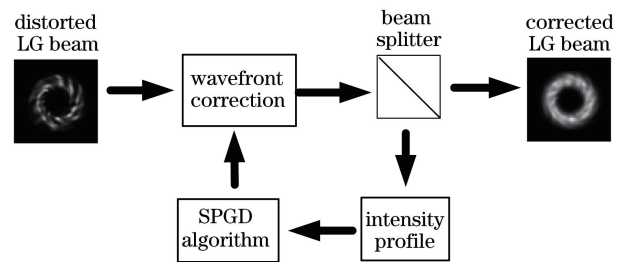 distorted
LG beam
wavefront
correction
beam
splitter
corrected
LG beam
SPGD
algorithm
intensity
profile